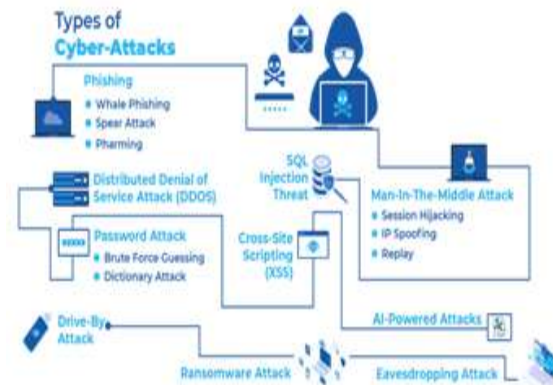 Types of
Cyber-Attacks
Phishing
Whale Phishing
Spear Attack
Pharming
SQL
Injection
Threat
Man-In-The-Middle Attack
Session Hijacking
IP Spoofing
Replay
Distributed Denial of
Service Attack (DDOS)
Password Attack
Brute Force Guessing
Dictionary Attack
Cross-Site
Scripting
(XSS)
AI-Powered Attacks
Drive-By
Attack
Ransomware Attack
Eavesdropping Attack